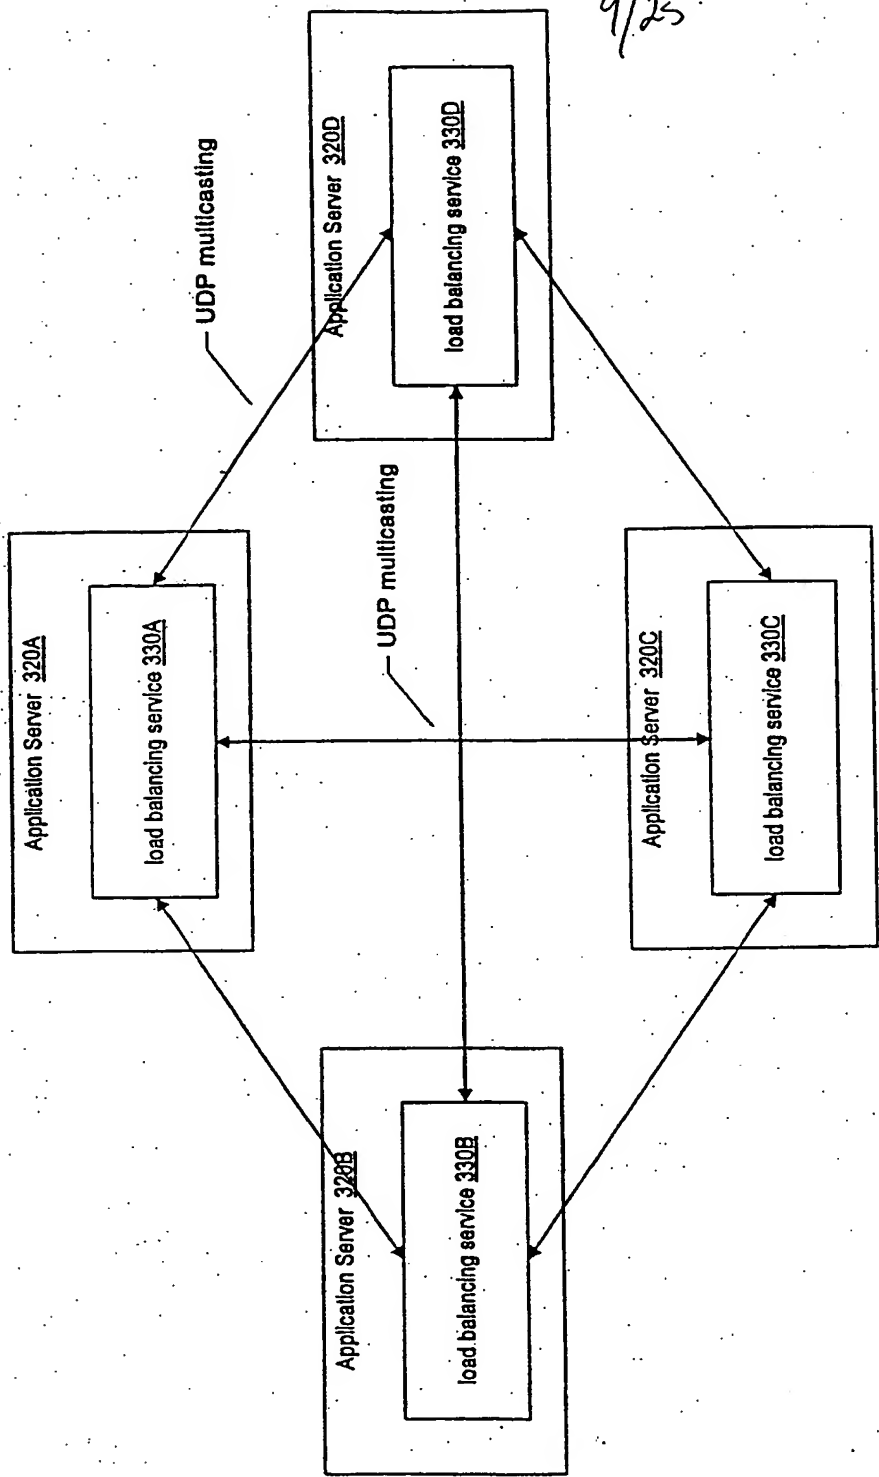 9/25
Application Server 320A
load balancing service 330A
UDP multicasting
Application Server 320B
load balancing service 330B
UDP multicasting
Application Server 320D
load balancing service 330D
Application Server 320C
load balancing service 330C